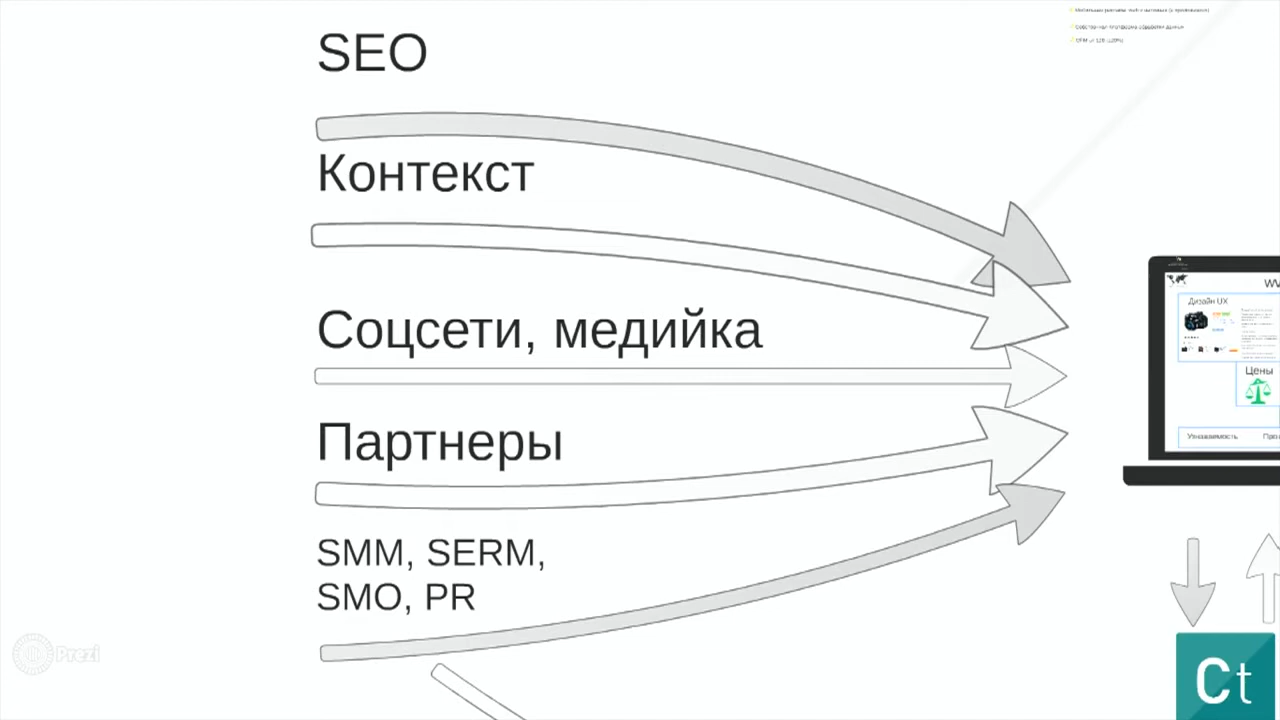 SEO
Контекст
Соцсети, медийка
Партнеры
SMM, SERM,
SMO, PR
Дизайн UX
Цены
Узнаваемость
Ct
Prezi